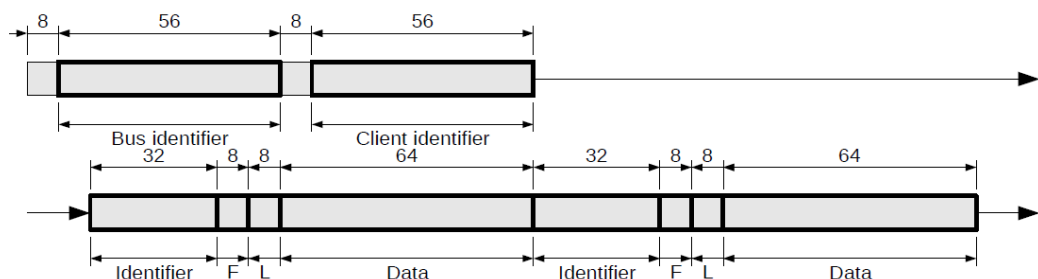 8 56 8 56
Bus identifier Client identifier
32 8 8 64 32 8 8 64
Identifier F L Data Identifier F L Data